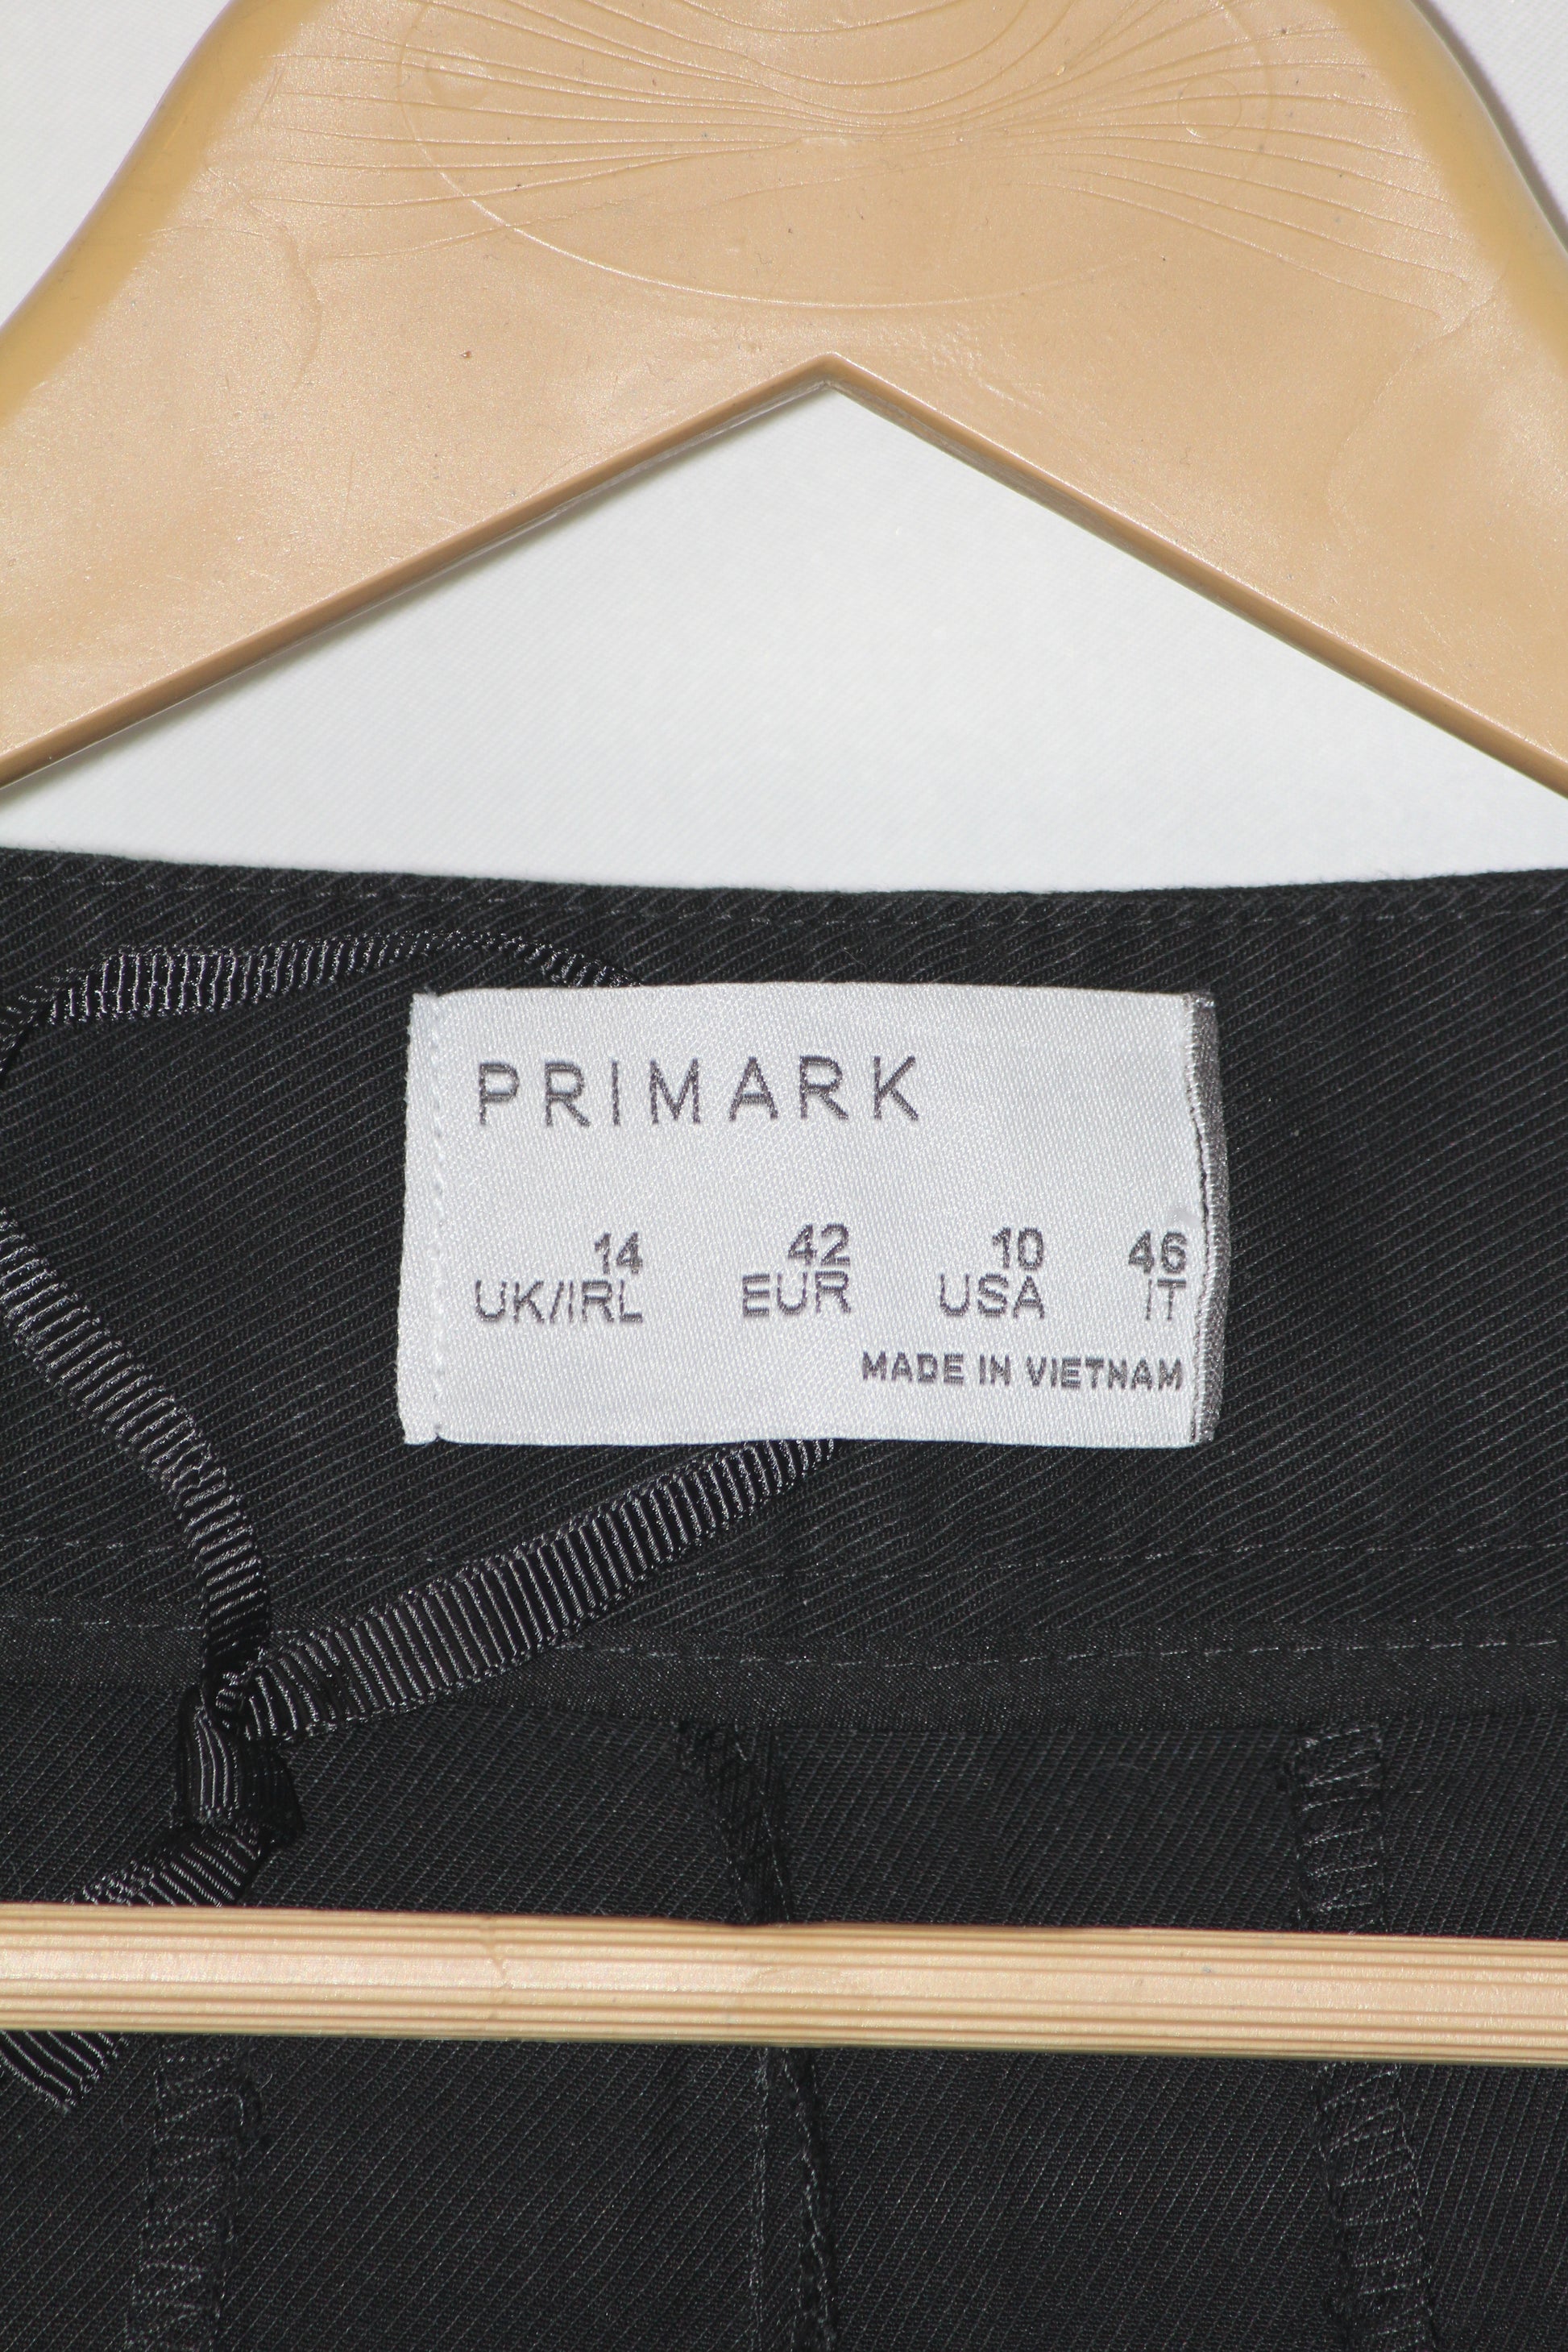 PRIMARK
14 42 10 46
UK/IRL EUR USA IT
MADE IN VIETNAM